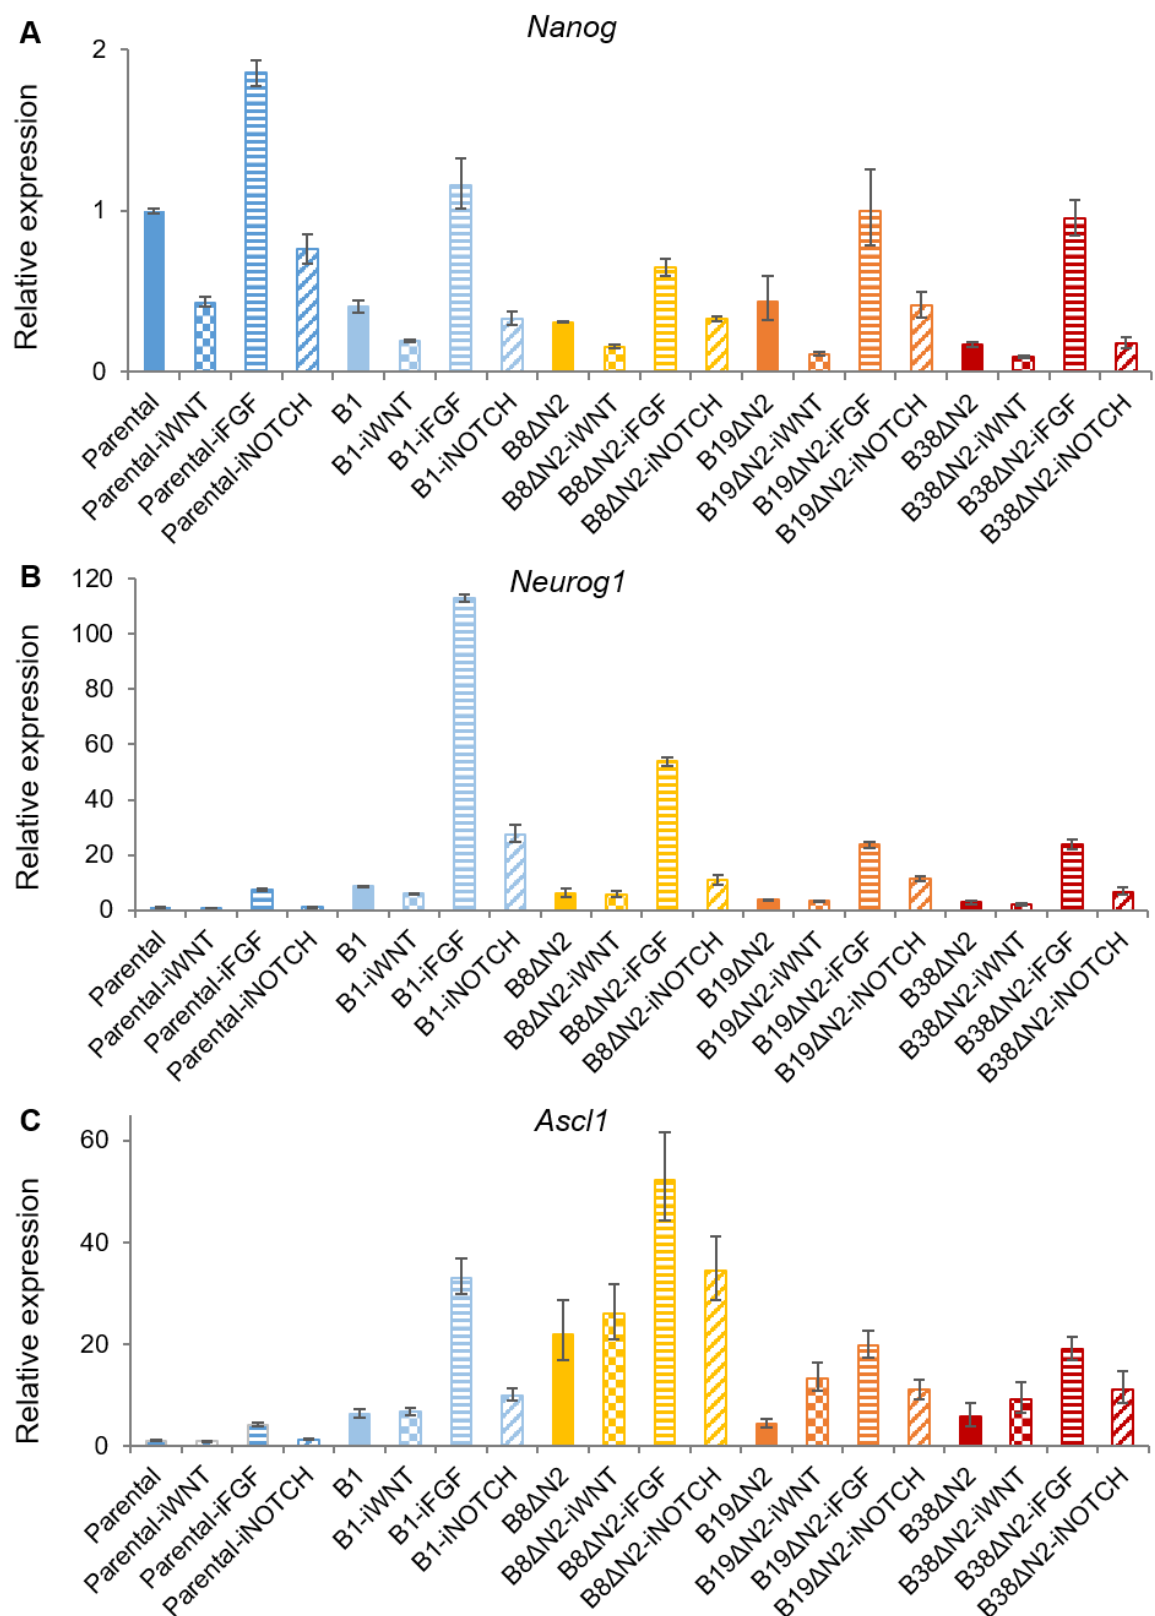 A
Nanog
Relative expression
2
1
0
Parental
Parental-iWNT
Parental-iFGF
Parental-iNOTCH
B1
B1-iWNT
B1-iFGF
B1-iNOTCH
B8ΔN2
B8ΔN2-iWNT
B8ΔN2-iFGF
B8ΔN2-iNOTCH
B19ΔN2
B19ΔN2-iWNT
B19ΔN2-iFGF
B19ΔN2-iNOTCH
B38ΔN2
B38ΔN2-iWNT
B38ΔN2-iFGF
B38ΔN2-iNOTCH
B
Neurog1
Relative expression
120
100
80
60
40
20
0
Parental
Parental-iWNT
Parental-iFGF
Parental-iNOTCH
B1
B1-iWNT
B1-iFGF
B1-iNOTCH
B8ΔN2
B8ΔN2-iWNT
B8ΔN2-iFGF
B8ΔN2-iNOTCH
B19ΔN2
B19ΔN2-iWNT
B19ΔN2-iFGF
B19ΔN2-iNOTCH
B38ΔN2
B38ΔN2-iWNT
B38ΔN2-iFGF
B38ΔN2-iNOTCH
C
Ascl1
Relative expression
60
40
20
0
Parental
Parental-iWNT
Parental-iFGF
Parental-iNOTCH
B1
B1-iWNT
B1-iFGF
B1-iNOTCH
B8ΔN2
B8ΔN2-iWNT
B8ΔN2-iFGF
B8ΔN2-iNOTCH
B19ΔN2
B19ΔN2-iWNT
B19ΔN2-iFGF
B19ΔN2-iNOTCH
B38ΔN2
B38ΔN2-iWNT
B38ΔN2-iFGF
B38ΔN2-iNOTCH